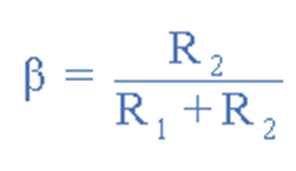 β = R₂ / (R₁ + R₂)